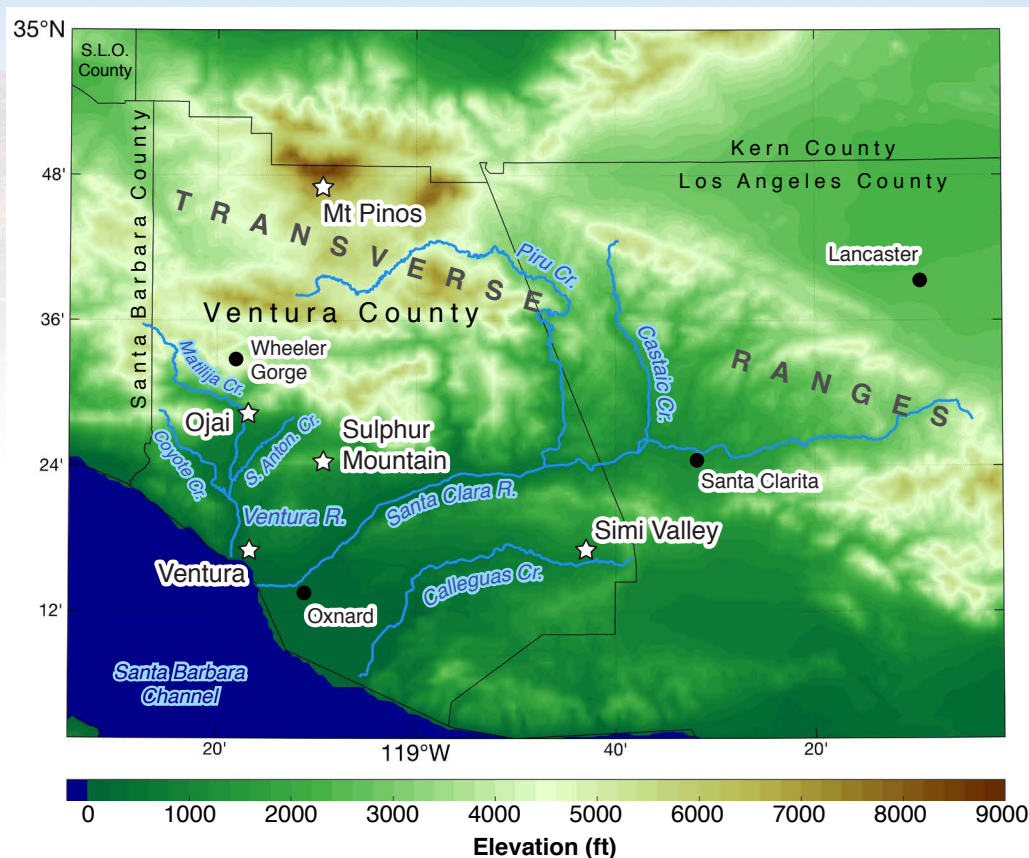 35°N
S.L.O.
County
Santa Barbara County
Kern County
Los Angeles County
48'
Mt Pinos
TRANSVERSE
Piru Cr.
Lancaster
Ventura County
36'
Wheeler
Gorge
Matilija Cr.
Castaic Cr.
RANGES
Ojai
S. Anton. Cr.
Sulphur
Mountain
Coyote Cr.
24'
Santa Clarita
Ventura R.
Santa Clara R.
Simi Valley
Ventura
Calleguas Cr.
12'
Oxnard
Santa Barbara
Channel
20'
119°W
40'
20'
0 1000 2000 3000 4000 5000 6000 7000 8000 9000
Elevation (ft)